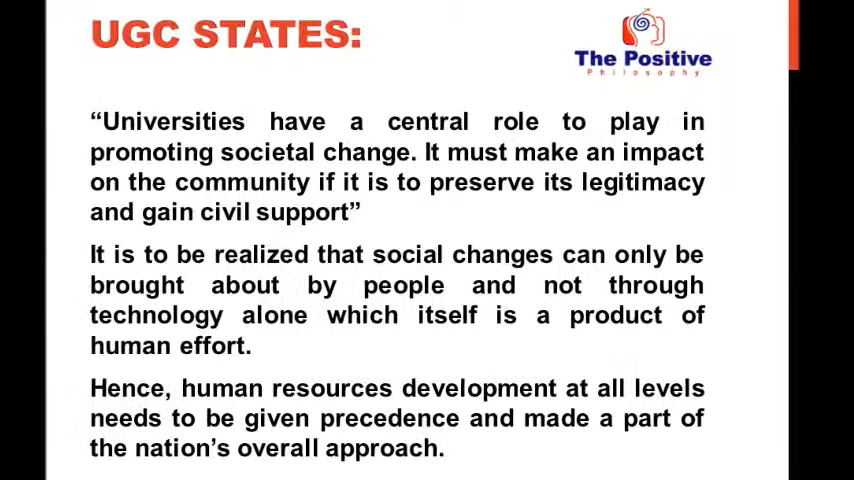 UGC STATES:
The Positive
Philosophy
“Universities have a central role to play in
promoting societal change. It must make an impact
on the community if it is to preserve its legitimacy
and gain civil support”
It is to be realized that social changes can only be
brought about by people and not through
technology alone which itself is a product of
human effort.
Hence, human resources development at all levels
needs to be given precedence and made a part of
the nation’s overall approach.